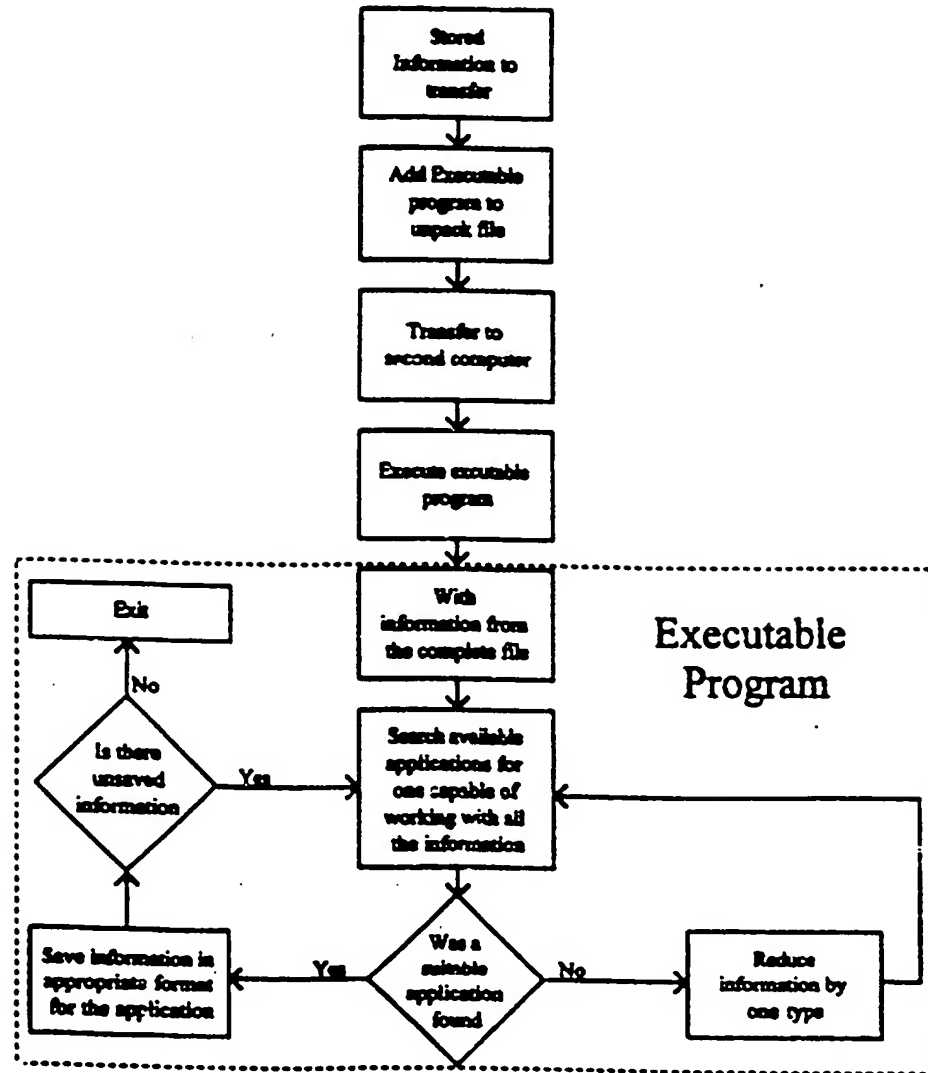 Stored
Information to
transfer
Add Executable
program to
unpack file
Transfer to
second computer
Execute excutable
program
With
information from
the complete file
Executable
Program
Exit
No
Is there
unsaved
information
Yes
Search available
applications for
one capable of
working with all
the information
Save information in
appropriate format
for the application
Yes
Was a
suitable
application
found
No
Reduce
information by
one type